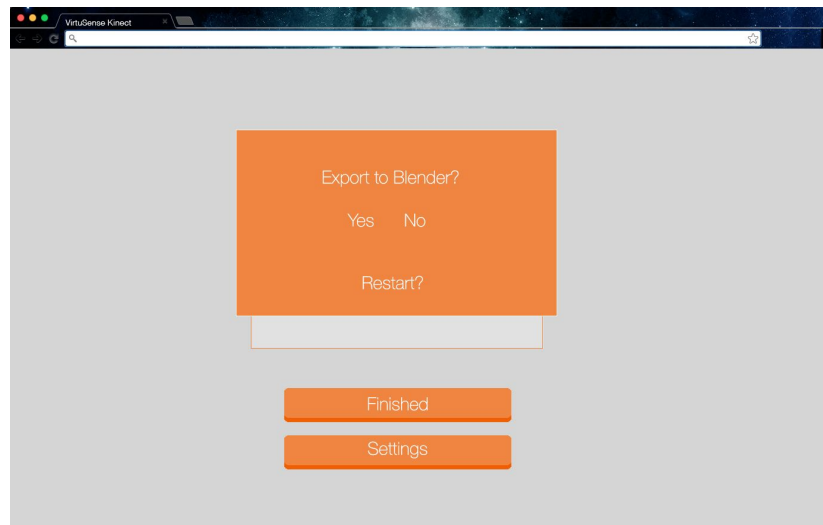 VirtuSense Kinect
Export to Blender?
Yes No
Restart?
Finished
Settings